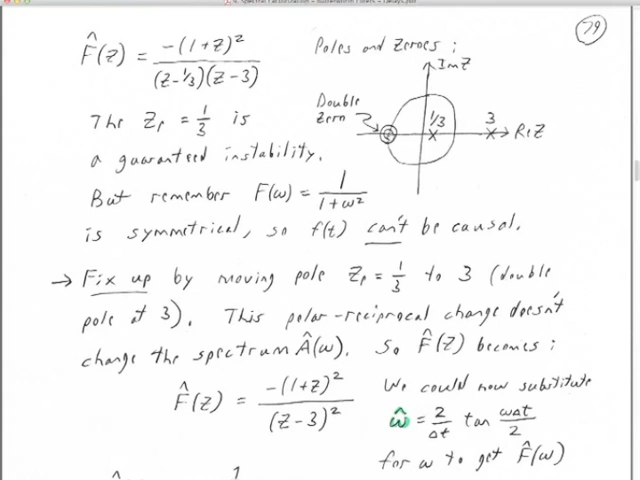 79
F̂(z) = -(1+z)² / (z-⅓)(z-3)
Poles and Zeroes:
Im Z
Double Zero
1/3
3
Re Z
The Zₚ = 1/3 is
a guaranteed instability.
But remember F(ω) = 1 / 1+ω²
is symmetrical, so f(t) can't be causal.
→ Fix up by moving pole Zₚ = 1/3 to 3 (double
pole at 3). This polar-reciprocal change doesn't
change the spectrum Â(ω). So F̂(z) becomes:
F̂(z) = -(1+z)² / (z-3)²
We could now substitute
ω̂ = 2/Δt tan ωΔt/2
for ω to get F̂(ω)